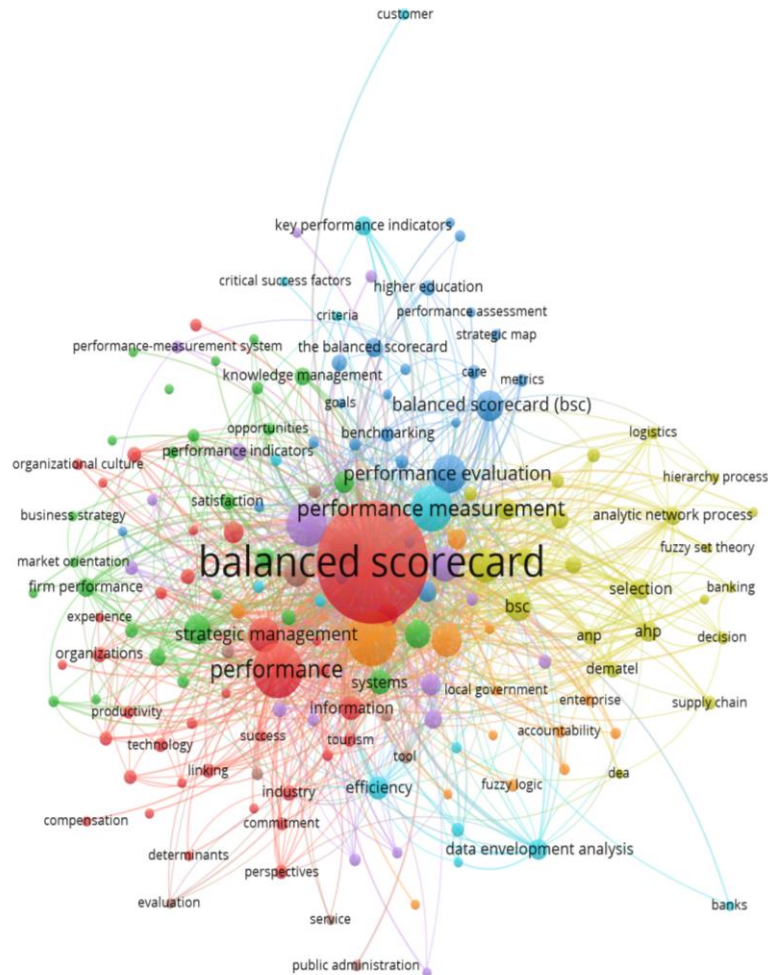 customer
key performance indicators
critical success factors
higher education
criteria
performance assessment
strategic map
performance-measurement system
the balanced scorecard
knowledge management
care
metrics
goals
balanced scorecard (bsc)
opportunities
benchmarking
logistics
performance indicators
organizational culture
performance evaluation
hierarchy process
satisfaction
performance measurement
business strategy
analytic network process
fuzzy set theory
balanced scorecard
market orientation
firm performance
selection
banking
bsc
experience
strategic management
anp
ahp
decision
organizations
performance
dematel
systems
local government
enterprise
supply chain
information
productivity
accountability
success
tourism
technology
tool
linking
fuzzy logic
dea
industry
efficiency
compensation
commitment
data envelopment analysis
determinants
perspectives
evaluation
banks
service
public administration